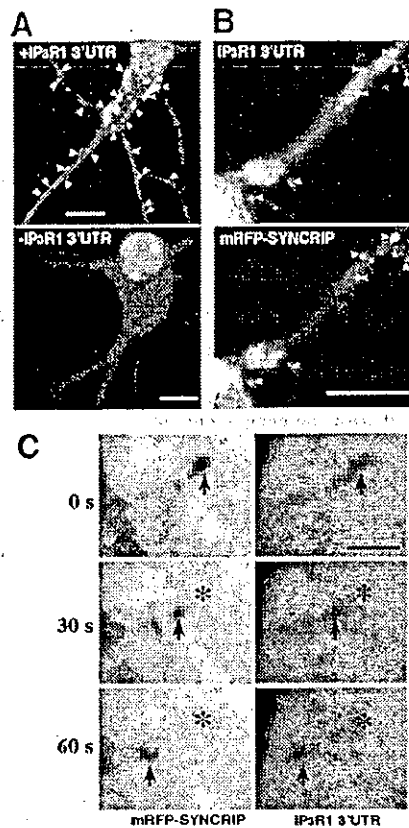 A
B
+IP3R1 3'UTR
IP3R1 3'UTR
-IP3R1 3'UTR
mRFP-SYNCRIP
C
0 s
*
*
30 s
*
*
60 s
mRFP-SYNCRIP
IP3R1 3'UTR